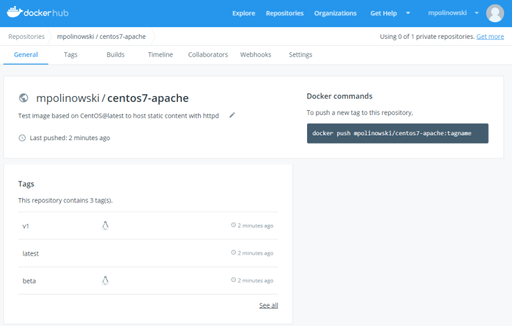 dockerhub Explore Repositories Organizations Get Help mpolinowski
Repositories mpolinowski / centos7-apache Using 0 of 1 private repositories. Get more
General Tags Builds Timeline Collaborators Webhooks Settings
mpolinowski / centos7-apache
Test image based on CentOS@latest to host static content with httpd
Last pushed: 2 minutes ago
Docker commands
To push a new tag to this repository,
docker push mpolinowski/centos7-apache:tagname
Tags
This repository contains 3 tag(s).
v1 2 minutes ago
latest 2 minutes ago
beta 2 minutes ago
See all